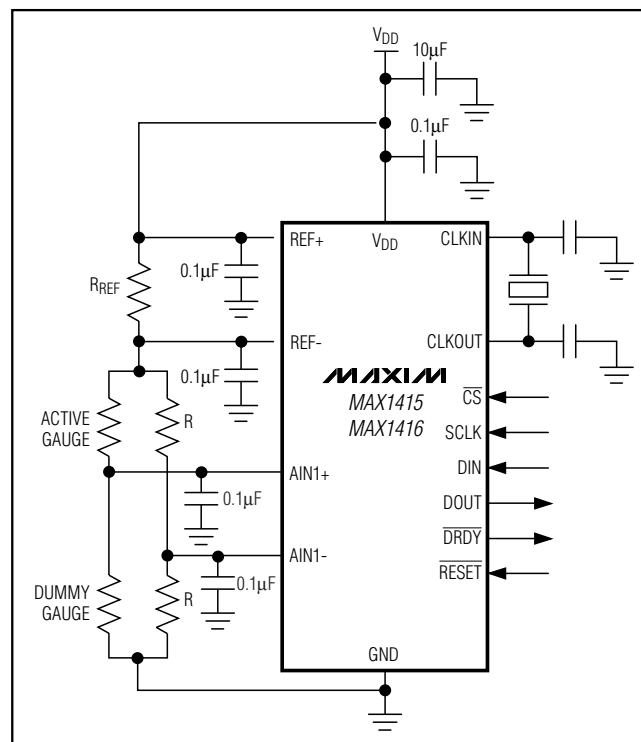 VDD
10µF
0.1µF
REF+
VDD
CLKIN
0.1µF
RREF
REF-
CLKOUT
0.1µF
MAXIM
MAX1415
MAX1416
CS
ACTIVE
GAUGE
R
SCLK
DIN
AIN1+
0.1µF
DOUT
DRDY
AIN1-
DUMMY
GAUGE
R
0.1µF
RESET
GND